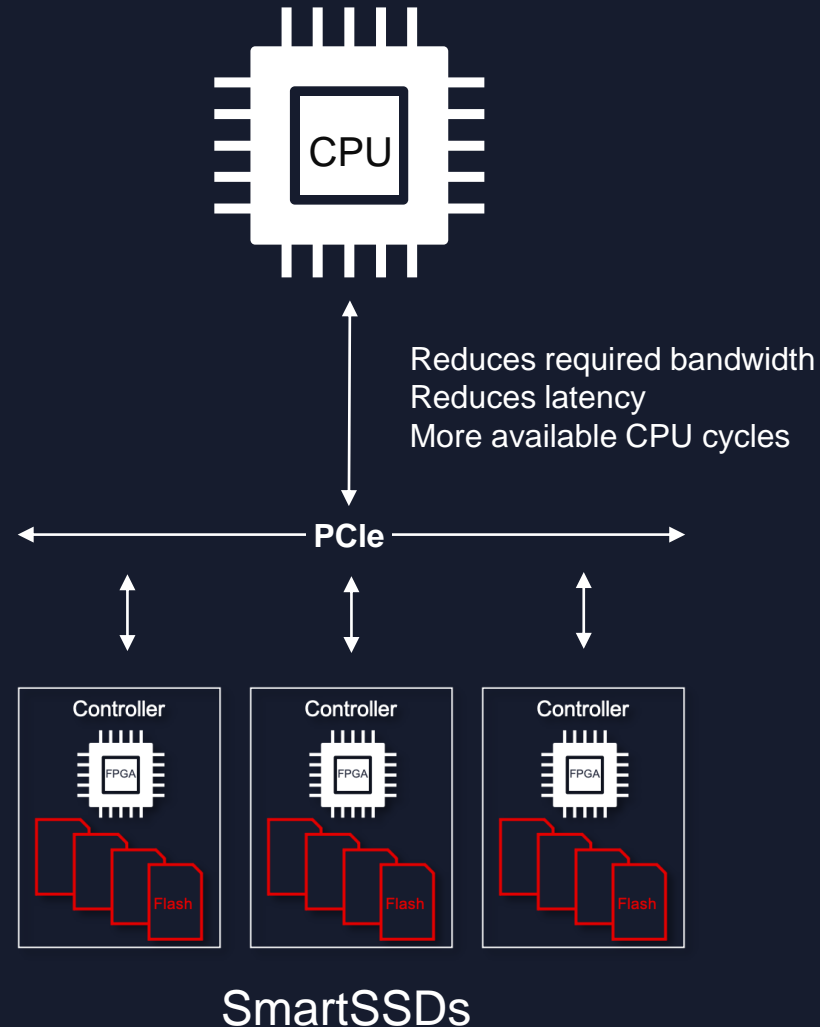 CPU
Reduces required bandwidth
Reduces latency
More available CPU cycles
PCIe
Controller
FPGA
Flash
Controller
FPGA
Flash
Controller
FPGA
Flash
SmartSSDs